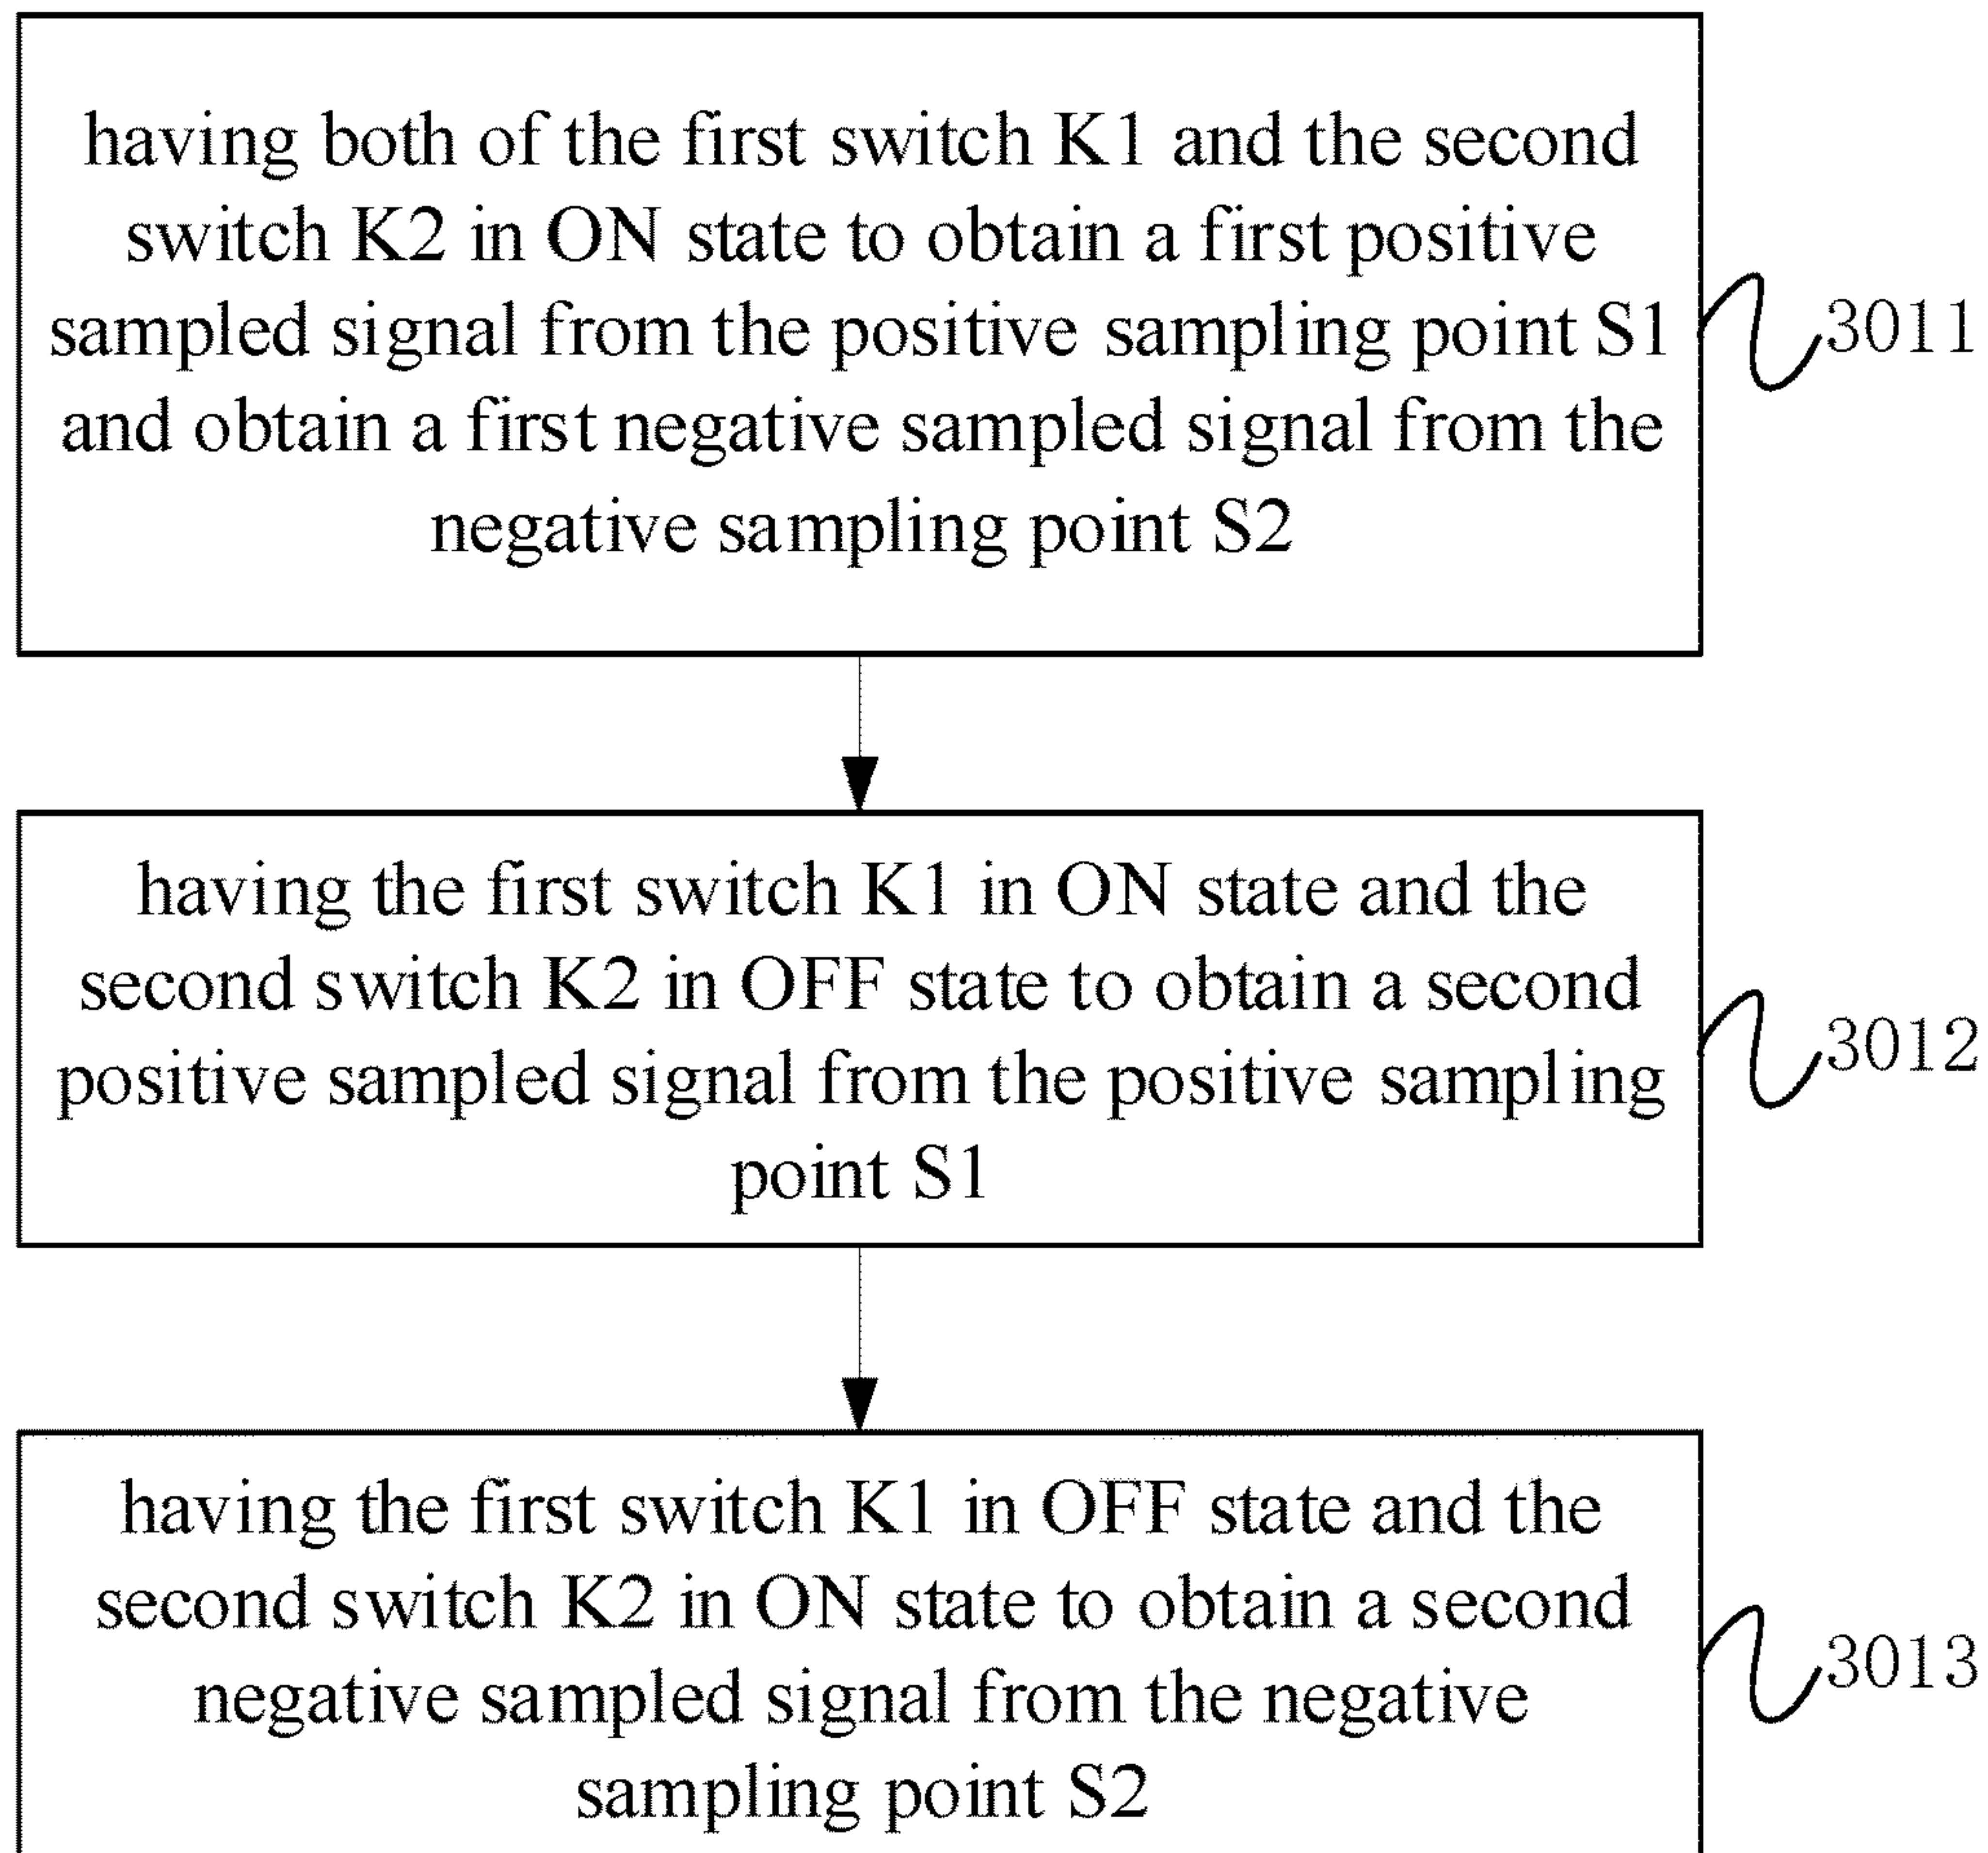 having both of the first switch K1 and the second
switch K2 in ON state to obtain a first positive
sampled signal from the positive sampling point S1
and obtain a first negative sampled signal from the
negative sampling point S2
3011
having the first switch K1 in ON state and the
second switch K2 in OFF state to obtain a second
positive sampled signal from the positive sampling
point S1
3012
having the first switch K1 in OFF state and the
second switch K2 in ON state to obtain a second
negative sampled signal from the negative
sampling point S2
3013